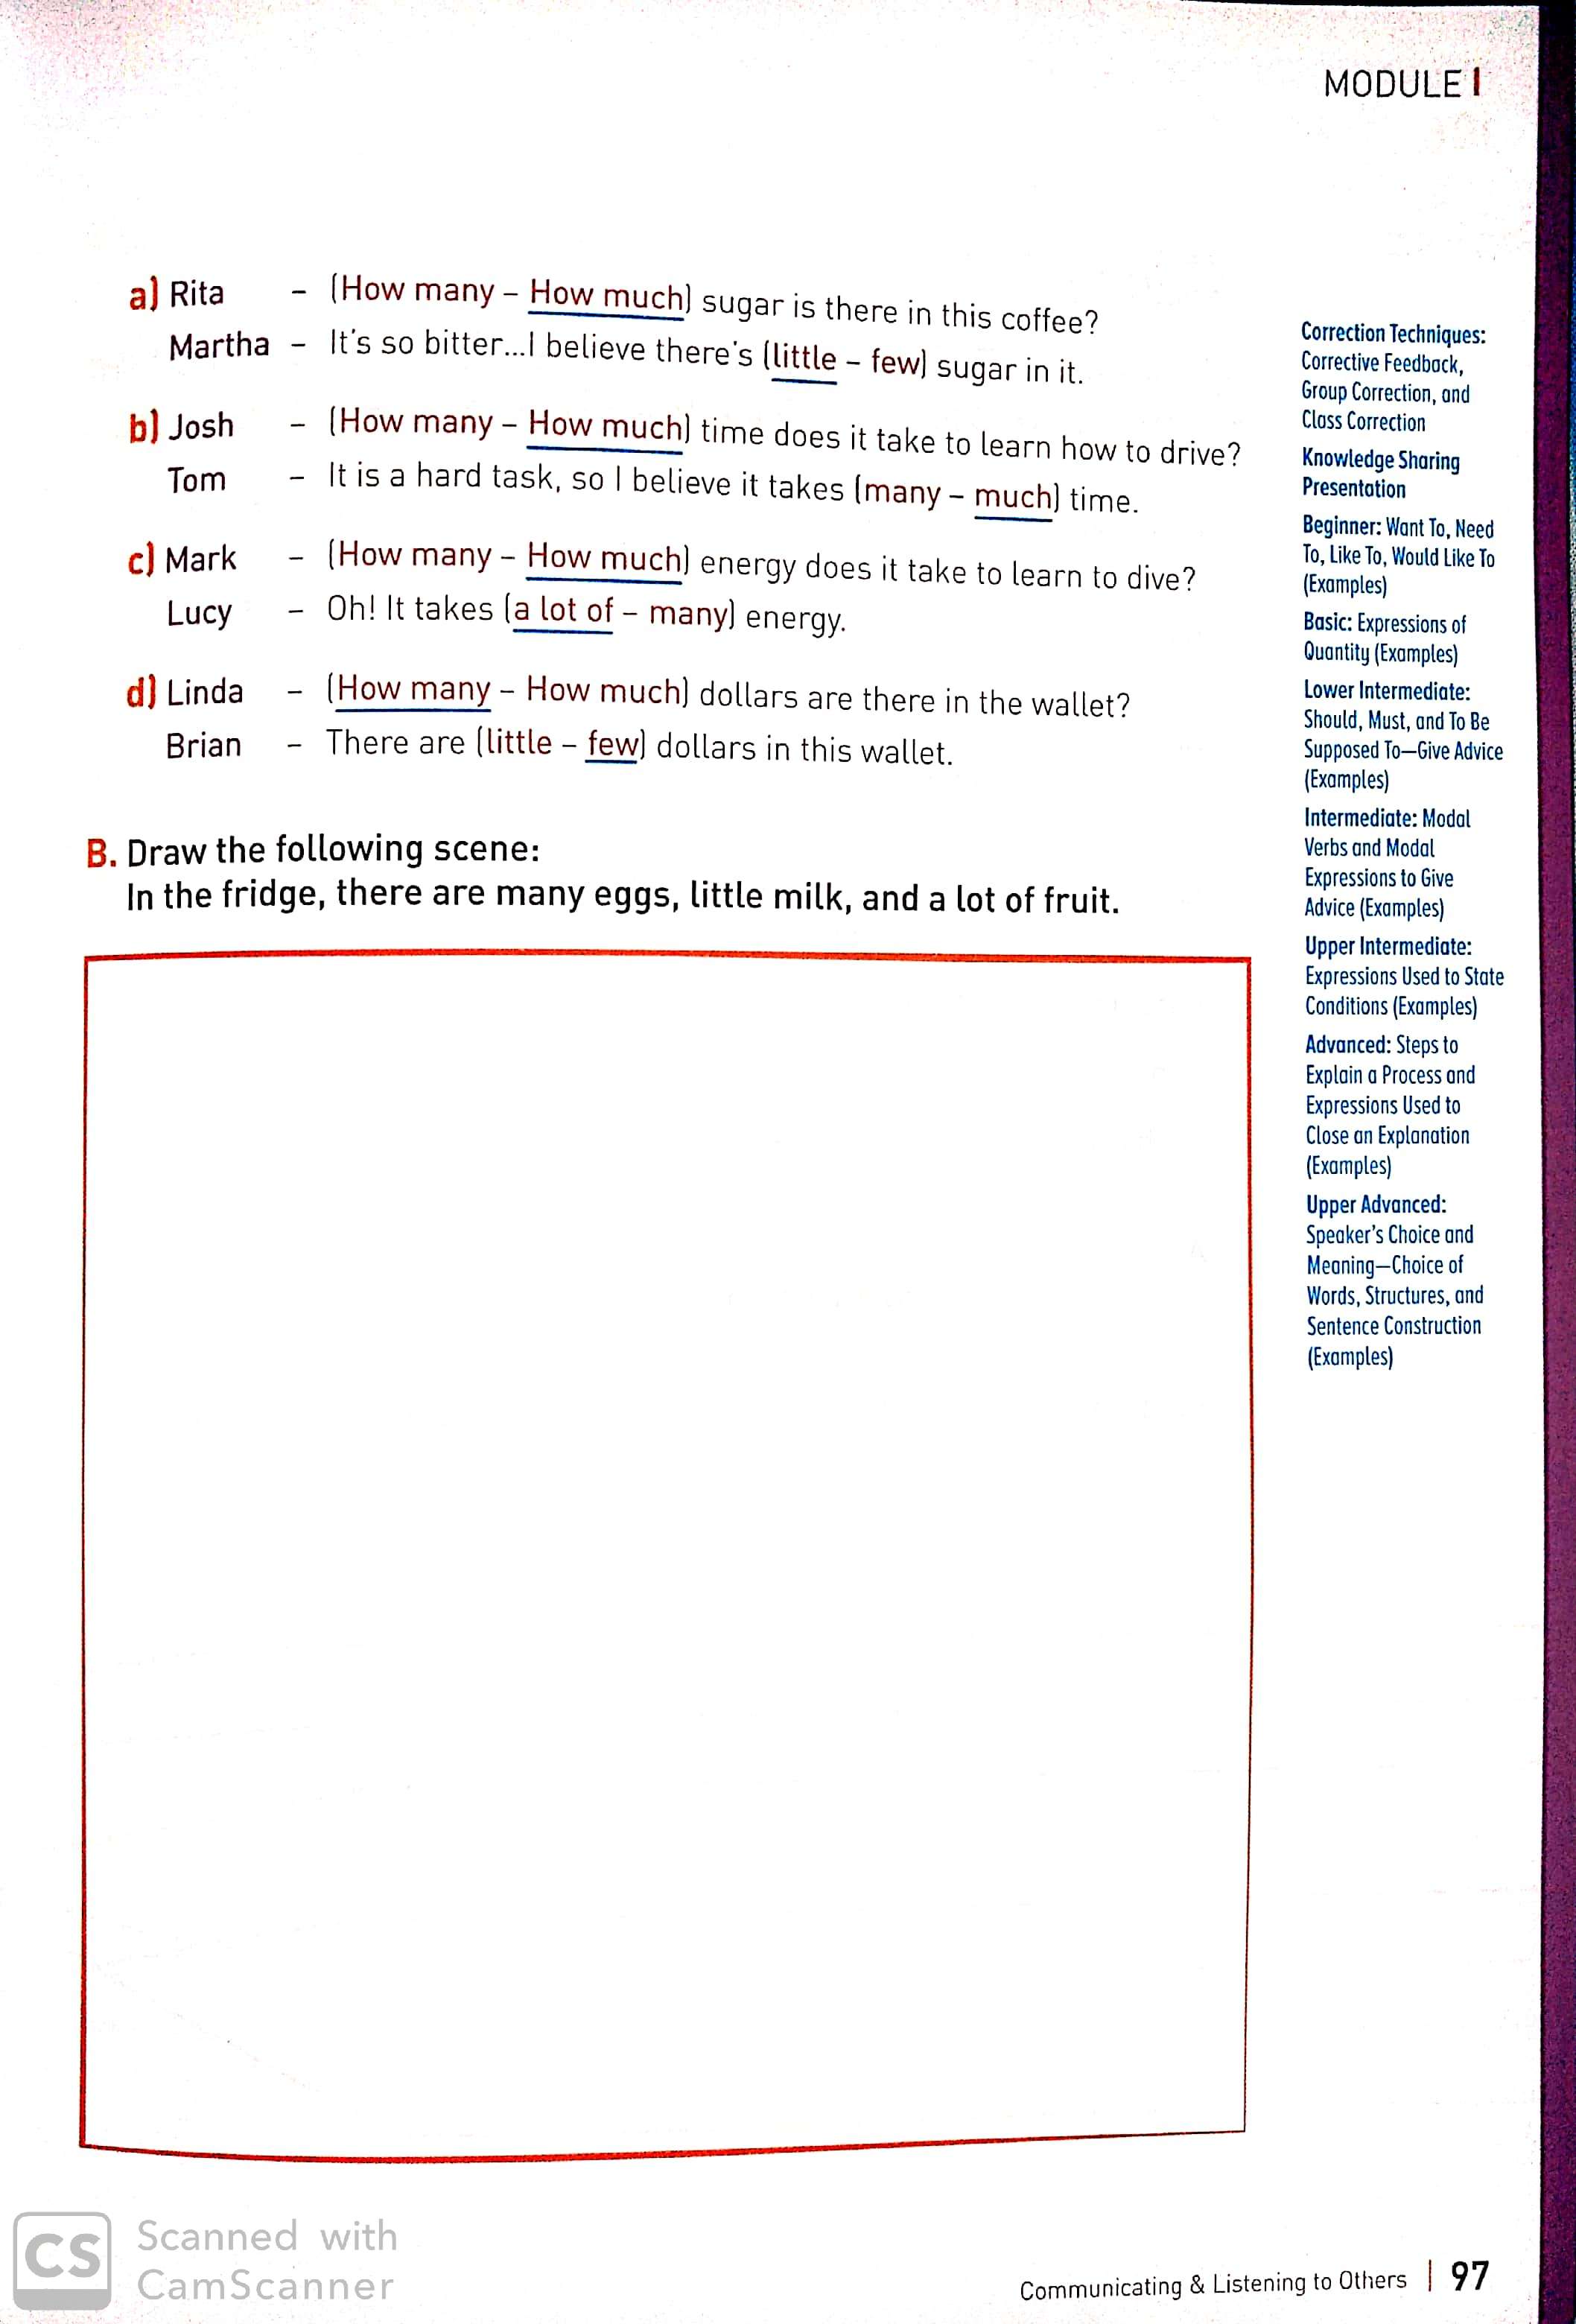 MODULE I
a) Rita - (How many – How much) sugar is there in this coffee?
Martha - It's so bitter...I believe there's (little – few) sugar in it.
b) Josh - (How many – How much) time does it take to learn how to drive?
Tom - It is a hard task, so I believe it takes (many – much) time.
c) Mark - (How many – How much) energy does it take to learn to dive?
Lucy - Oh! It takes (a lot of – many) energy.
d) Linda - (How many – How much) dollars are there in the wallet?
Brian - There are (little – few) dollars in this wallet.
B. Draw the following scene:
In the fridge, there are many eggs, little milk, and a lot of fruit.
Correction Techniques:
Corrective Feedback,
Group Correction, and
Class Correction
Knowledge Sharing
Presentation
Beginner: Want To, Need
To, Like To, Would Like To
(Examples)
Basic: Expressions of
Quantity (Examples)
Lower Intermediate:
Should, Must, and To Be
Supposed To—Give Advice
(Examples)
Intermediate: Modal
Verbs and Modal
Expressions to Give
Advice (Examples)
Upper Intermediate:
Expressions Used to State
Conditions (Examples)
Advanced: Steps to
Explain a Process and
Expressions Used to
Close an Explanation
(Examples)
Upper Advanced:
Speaker's Choice and
Meaning—Choice of
Words, Structures, and
Sentence Construction
(Examples)
CS Scanned with
CamScanner
Communicating & Listening to Others | 97